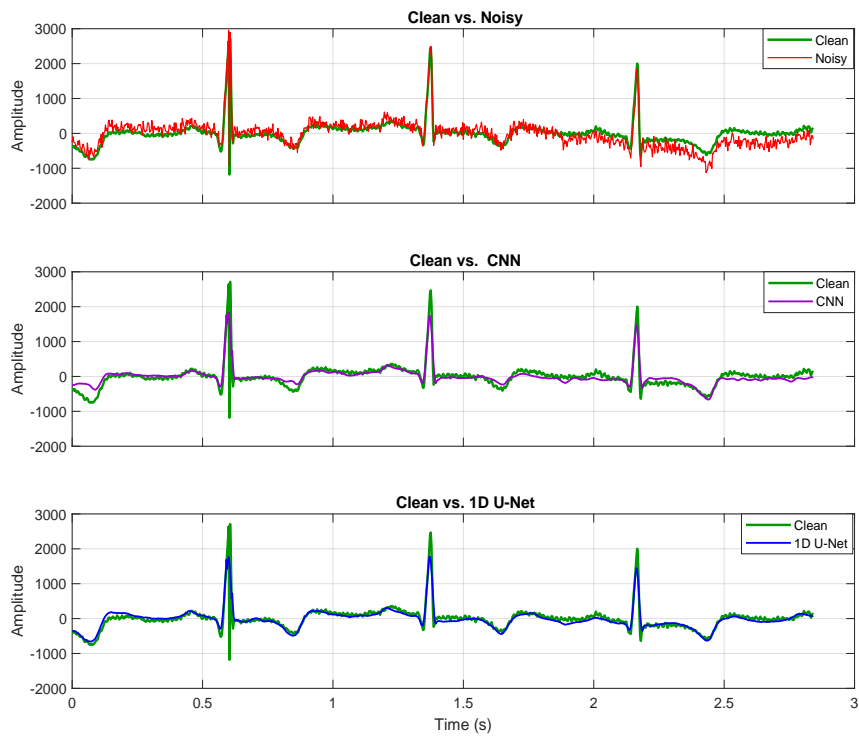 Clean vs. Noisy
3000
2000
1000
0
-1000
-2000
Amplitude
Clean
Noisy
Clean vs. CNN
3000
2000
1000
0
-1000
-2000
Amplitude
Clean
CNN
Clean vs. 1D U-Net
3000
2000
1000
0
-1000
-2000
Amplitude
Clean
1D U-Net
0 0.5 1 1.5 2 2.5 3
Time (s)